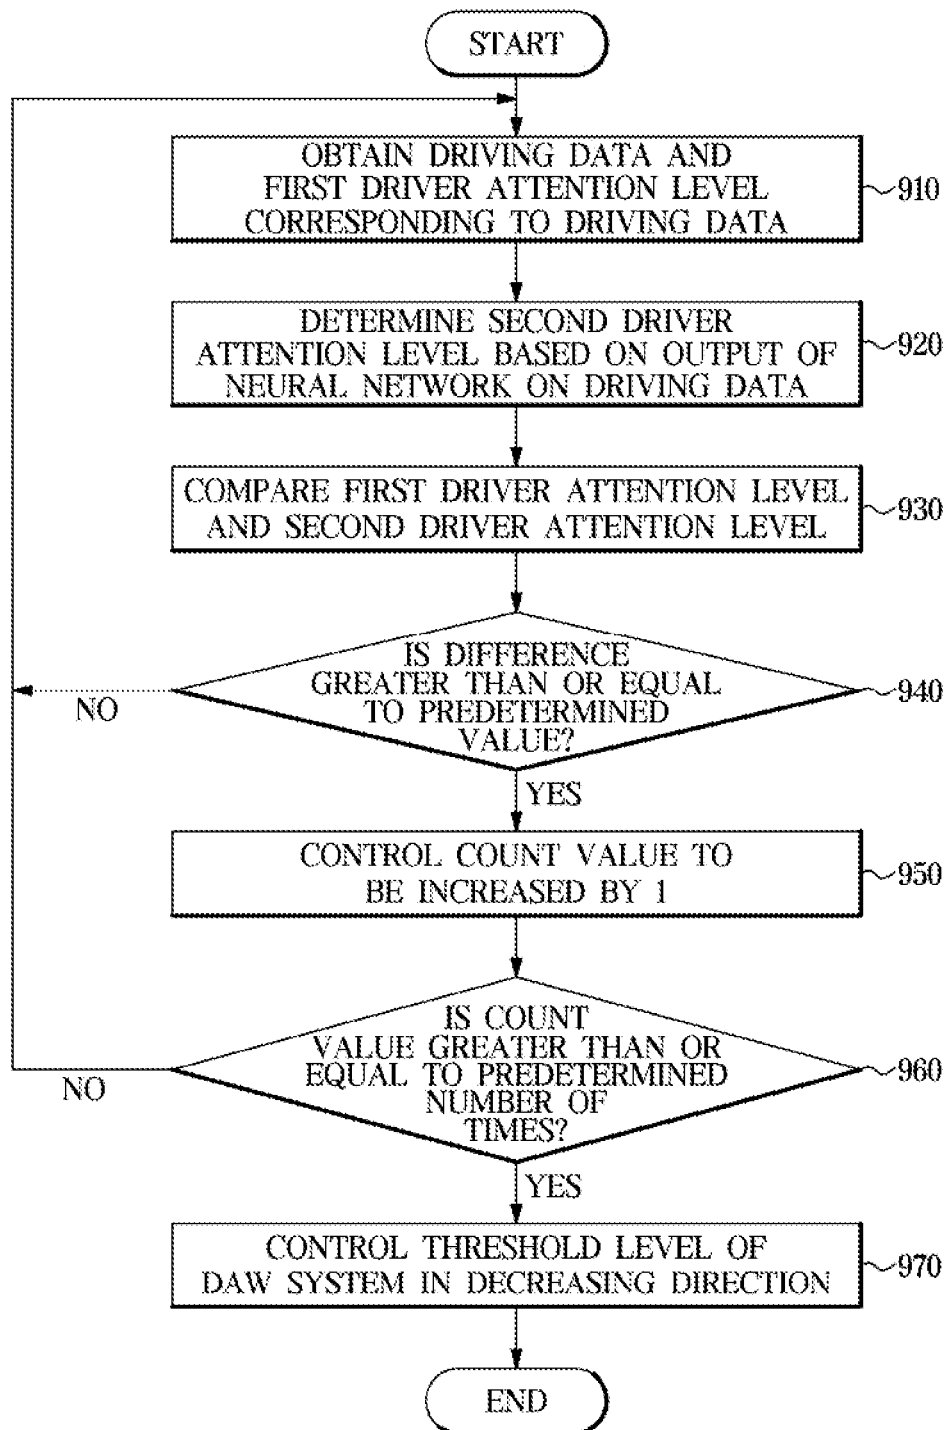 START
OBTAIN DRIVING DATA AND
FIRST DRIVER ATTENTION LEVEL
CORRESPONDING TO DRIVING DATA
910
DETERMINE SECOND DRIVER
ATTENTION LEVEL BASED ON OUTPUT OF
NEURAL NETWORK ON DRIVING DATA
920
COMPARE FIRST DRIVER ATTENTION LEVEL
AND SECOND DRIVER ATTENTION LEVEL
930
IS DIFFERENCE
GREATER THAN OR EQUAL
TO PREDETERMINED
VALUE?
940
NO
YES
CONTROL COUNT VALUE TO
BE INCREASED BY 1
950
IS COUNT
VALUE GREATER THAN OR
EQUAL TO PREDETERMINED
NUMBER OF
TIMES?
960
NO
YES
CONTROL THRESHOLD LEVEL OF
DAW SYSTEM IN DECREASING DIRECTION
970
END